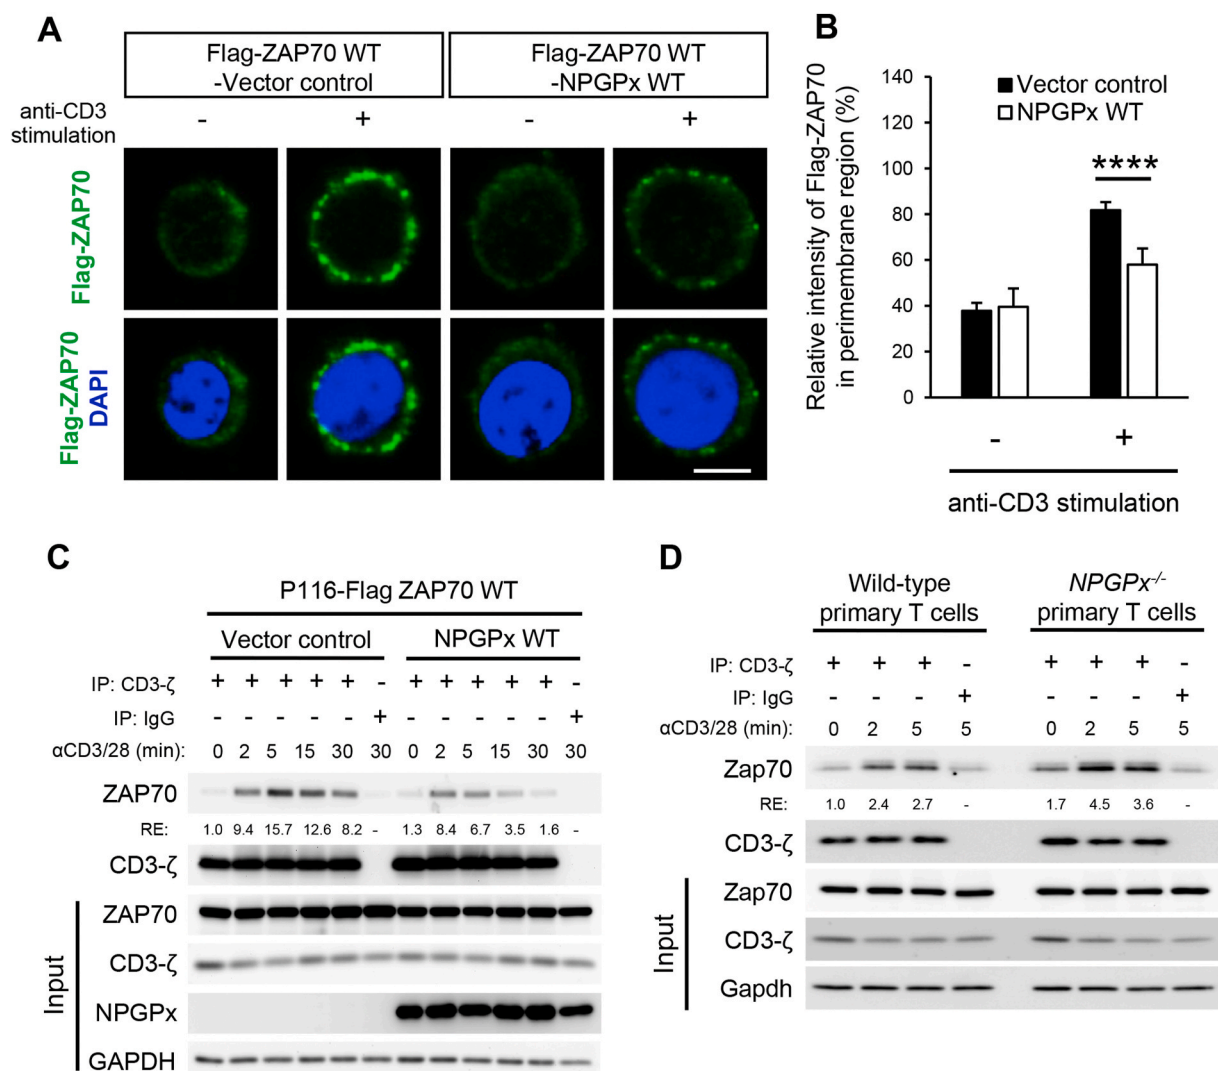 A
Flag-ZAP70 WT
-Vector control
Flag-ZAP70 WT
-NPGPx WT
anti-CD3
stimulation
- + - +
Flag-ZAP70
Flag-ZAP70
DAPI
B
Relative intensity of Flag-ZAP70
in perimembrane region (%)
140
120
100
80
60
40
20
0
Vector control
NPGPx WT
****
- +
anti-CD3 stimulation
C
P116-Flag ZAP70 WT
Vector control NPGPx WT
IP: CD3-ζ + + + + + - + + + + + -
IP: IgG - - - - - + - - - - - +
αCD3/28 (min): 0 2 5 15 30 30 0 2 5 15 30 30
ZAP70
RE: 1.0 9.4 15.7 12.6 8.2 - 1.3 8.4 6.7 3.5 1.6 -
CD3-ζ
Input
ZAP70
CD3-ζ
NPGPx
GAPDH
D
Wild-type
primary T cells
NPGPx-/-
primary T cells
IP: CD3-ζ + + + - + + + -
IP: IgG - - - + - - - +
αCD3/28 (min): 0 2 5 5 0 2 5 5
Zap70
RE: 1.0 2.4 2.7 - 1.7 4.5 3.6 -
CD3-ζ
Input
Zap70
CD3-ζ
Gapdh